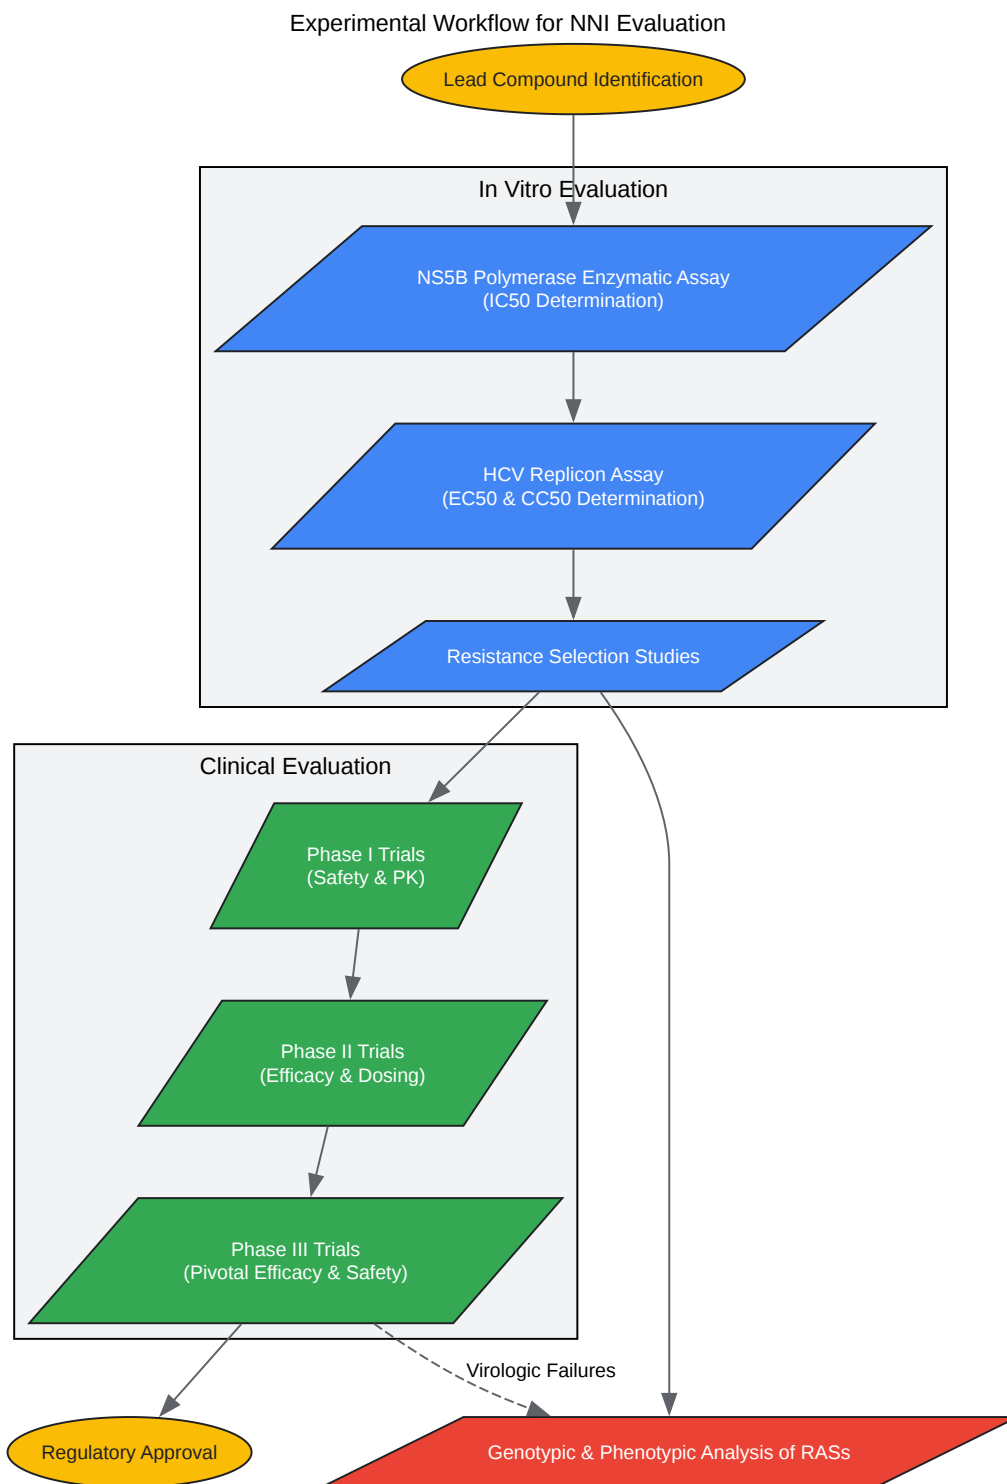 Experimental Workflow for NNI Evaluation
Lead Compound Identification
In Vitro Evaluation
NS5B Polymerase Enzymatic Assay
(IC50 Determination)
HCV Replicon Assay
(EC50 & CC50 Determination)
Resistance Selection Studies
Clinical Evaluation
Phase I Trials
(Safety & PK)
Phase II Trials
(Efficacy & Dosing)
Phase III Trials
(Pivotal Efficacy & Safety)
Virologic Failures
Regulatory Approval
Genotypic & Phenotypic Analysis of RASs